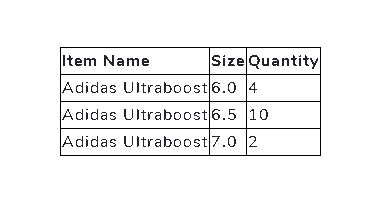 Item Name Size Quantity
Adidas Ultraboost 6.0 4
Adidas Ultraboost 6.5 10
Adidas Ultraboost 7.0 2